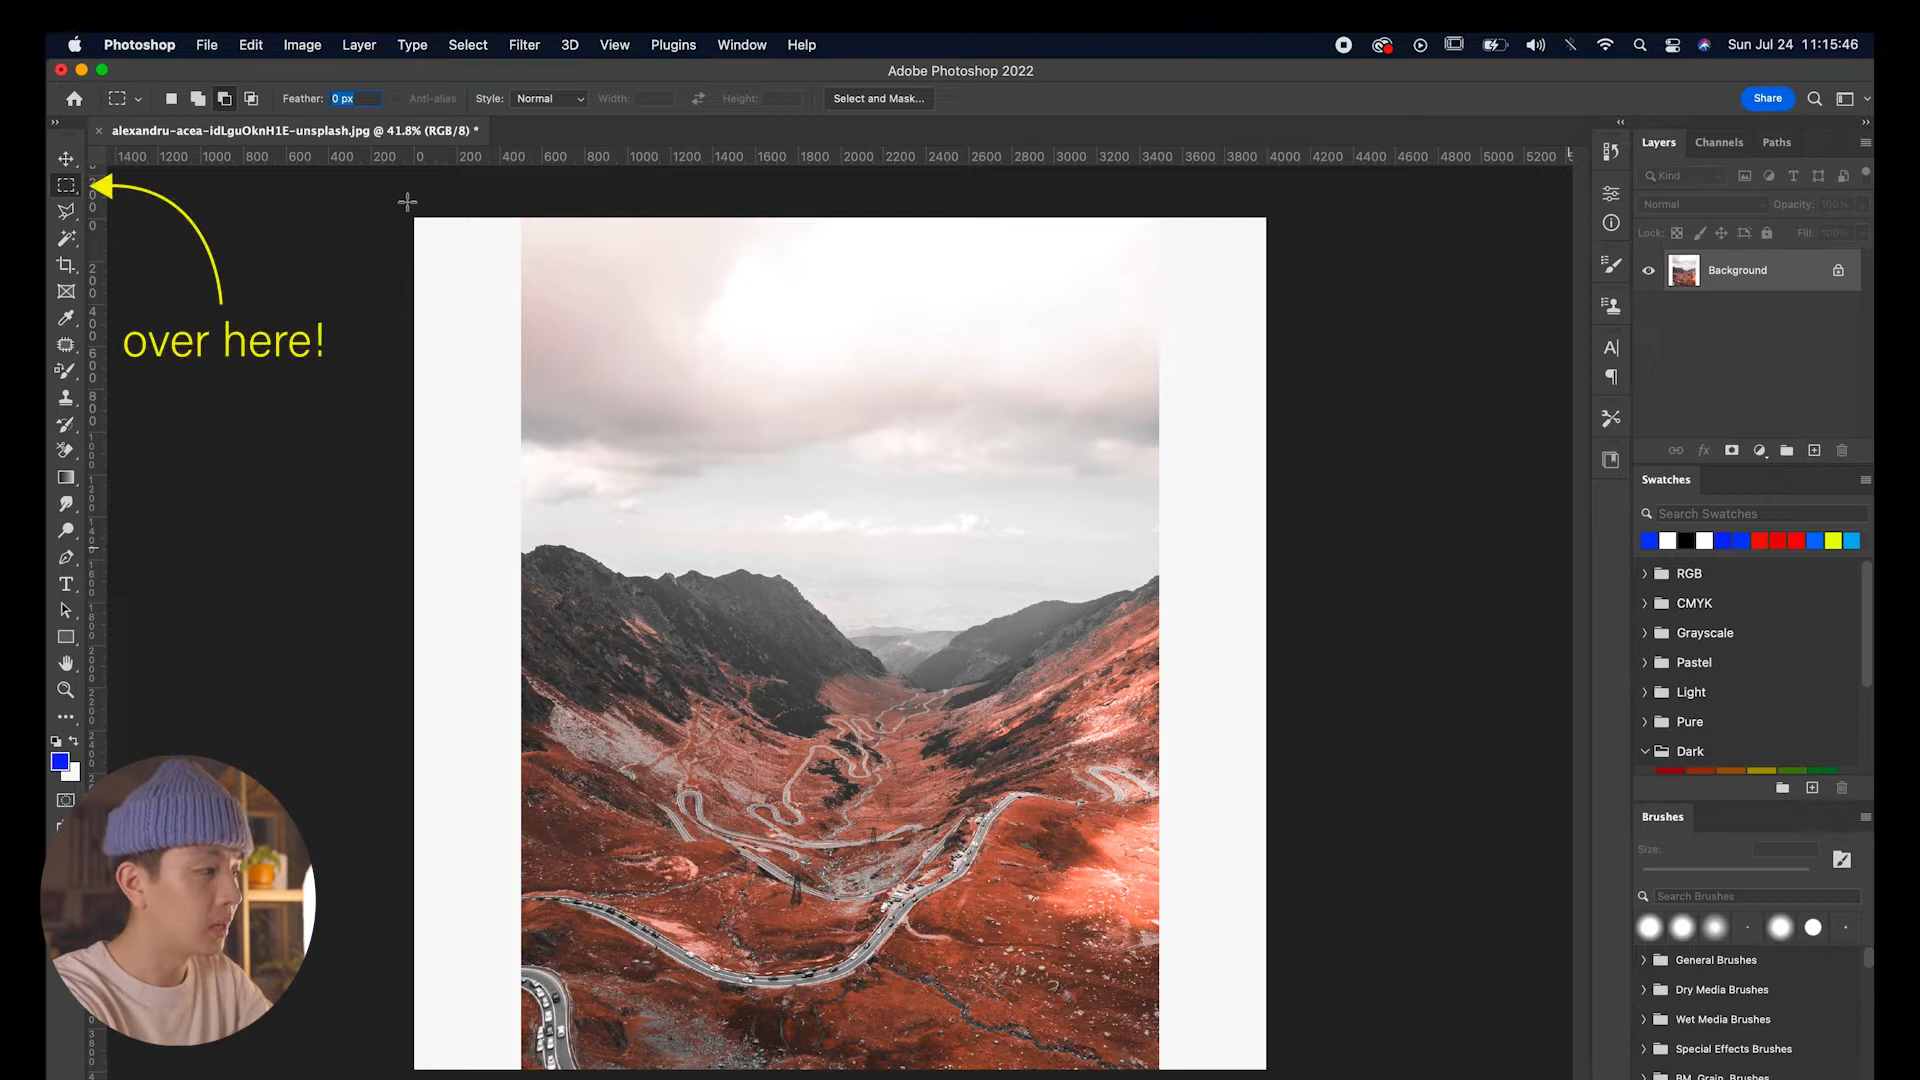 Photoshop File Edit Image Layer Type Select Filter 3D View Plugins Window Help Sun Jul 24 11:15:46
Adobe Photoshop 2022
Feather: 0 px Anti-alias Style: Normal Width: Height: Select and Mask... Share
alexandru-acea-idLguOknH1E-unsplash.jpg @ 41.8% (RGB/8) *
1400 1200 1000 800 600 400 200 0 200 400 600 800 1000 1200 1400 1600 1800 2000 2200 2400 2600 2800 3000 3200 3400 3600 3800 4000 4200 4400 4600 4800 5000 5200
Layers Channels Paths
Kind
Normal Opacity: 100%
Lock: Fill: 100%
Background
over here!
Swatches
Search Swatches
RGB
CMYK
Grayscale
Pastel
Light
Pure
Dark
Brushes
Size:
Search Brushes
General Brushes
Dry Media Brushes
Wet Media Brushes
Special Effects Brushes